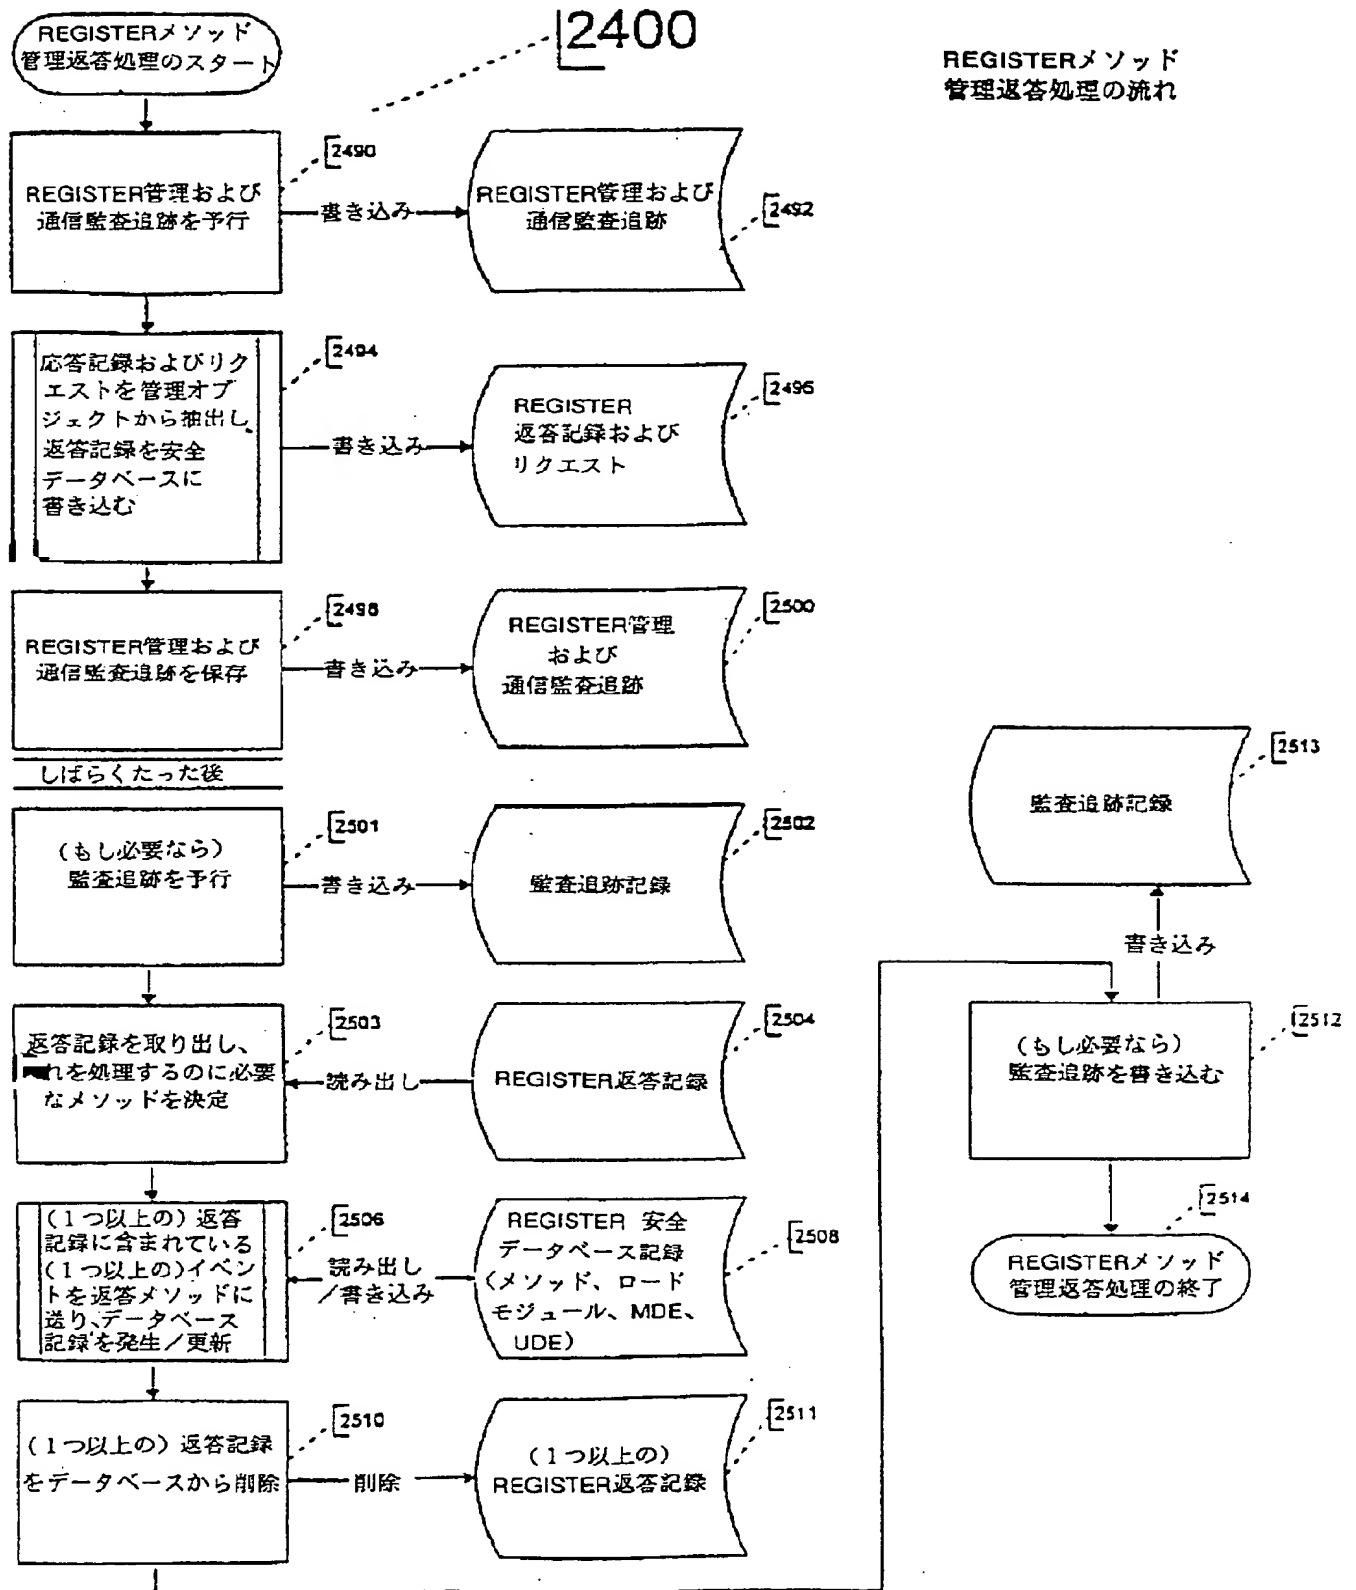 REGISTERメソッド
管理返答処理のスタート
2400
REGISTERメソッド
管理返答処理の流れ
2490
REGISTER管理および
通信監査追跡を予行
書き込み
REGISTER管理および
通信監査追跡
2492
2494
応答記録およびリク
エストを管理オブ
ジェクトから抽出し、
返答記録を安全
データベースに
書き込む
書き込み
REGISTER
返答記録および
リクエスト
2496
2498
REGISTER管理および
通信監査追跡を保存
書き込み
REGISTER管理
および
通信監査追跡
2500
しばらくたった後
2501
(もし必要なら)
監査追跡を予行
書き込み
監査追跡記録
2502
2503
返答記録を取り出し、
れを処理するのに必要
なメソッドを決定
読み出し
REGISTER返答記録
2504
2506
(1つ以上の)返答
記録に含まれている
(1つ以上の)イベン
トを返答メソッドに
送り、データベース
記録を発生/更新
読み出し
/書き込み
REGISTER 安全
データベース記録
(メソッド、ロード
モジュール、MDE、
UDE)
2508
2510
(1つ以上の)返答記録
をデータベースから削除
削除
(1つ以上の)
REGISTER返答記録
2511
監査追跡記録
2513
書き込み
(もし必要なら)
監査追跡を書き込む
2512
2514
REGISTERメソッド
管理返答処理の終了